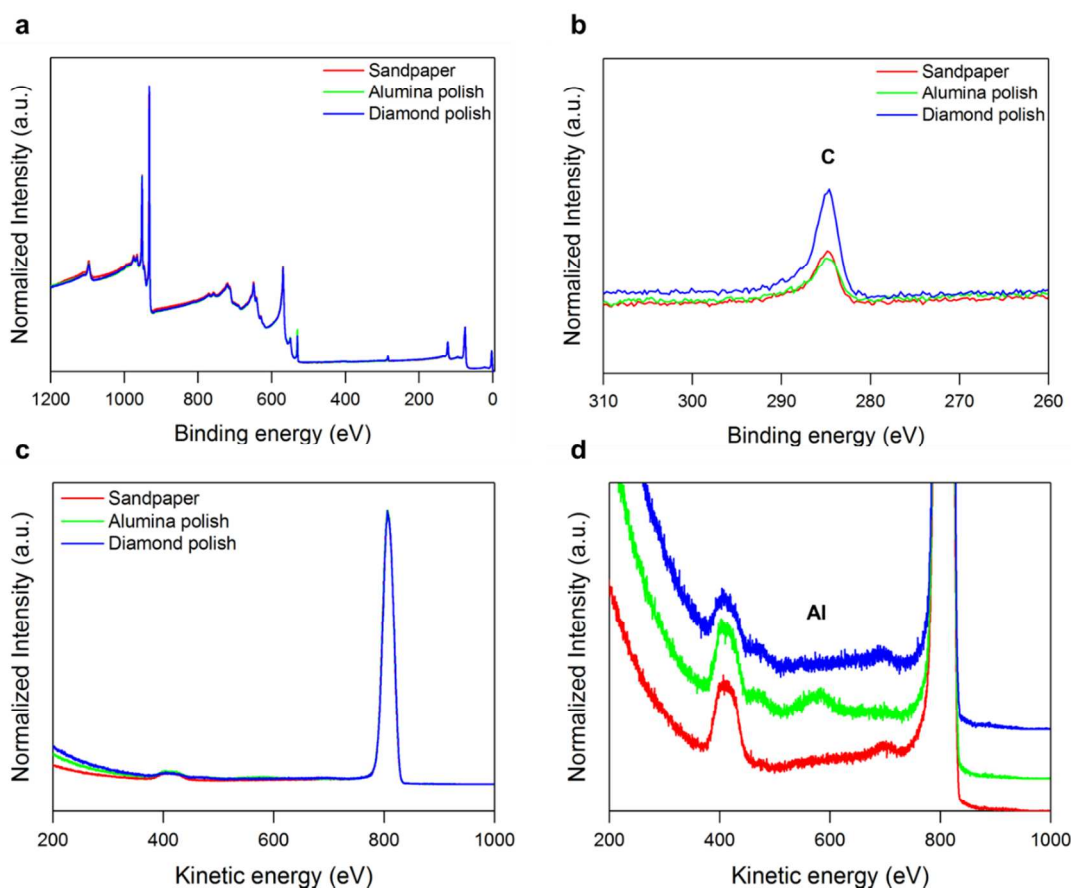 a
Normalized Intensity (a.u.)
Sandpaper
Alumina polish
Diamond polish
1200 1000 800 600 400 200 0
Binding energy (eV)
b
Normalized Intensity (a.u.)
Sandpaper
Alumina polish
Diamond polish
C
310 300 290 280 270 260
Binding energy (eV)
c
Normalized Intensity (a.u.)
Sandpaper
Alumina polish
Diamond polish
200 400 600 800 1000
Kinetic energy (eV)
d
Normalized Intensity (a.u.)
Al
200 400 600 800 1000
Kinetic energy (eV)